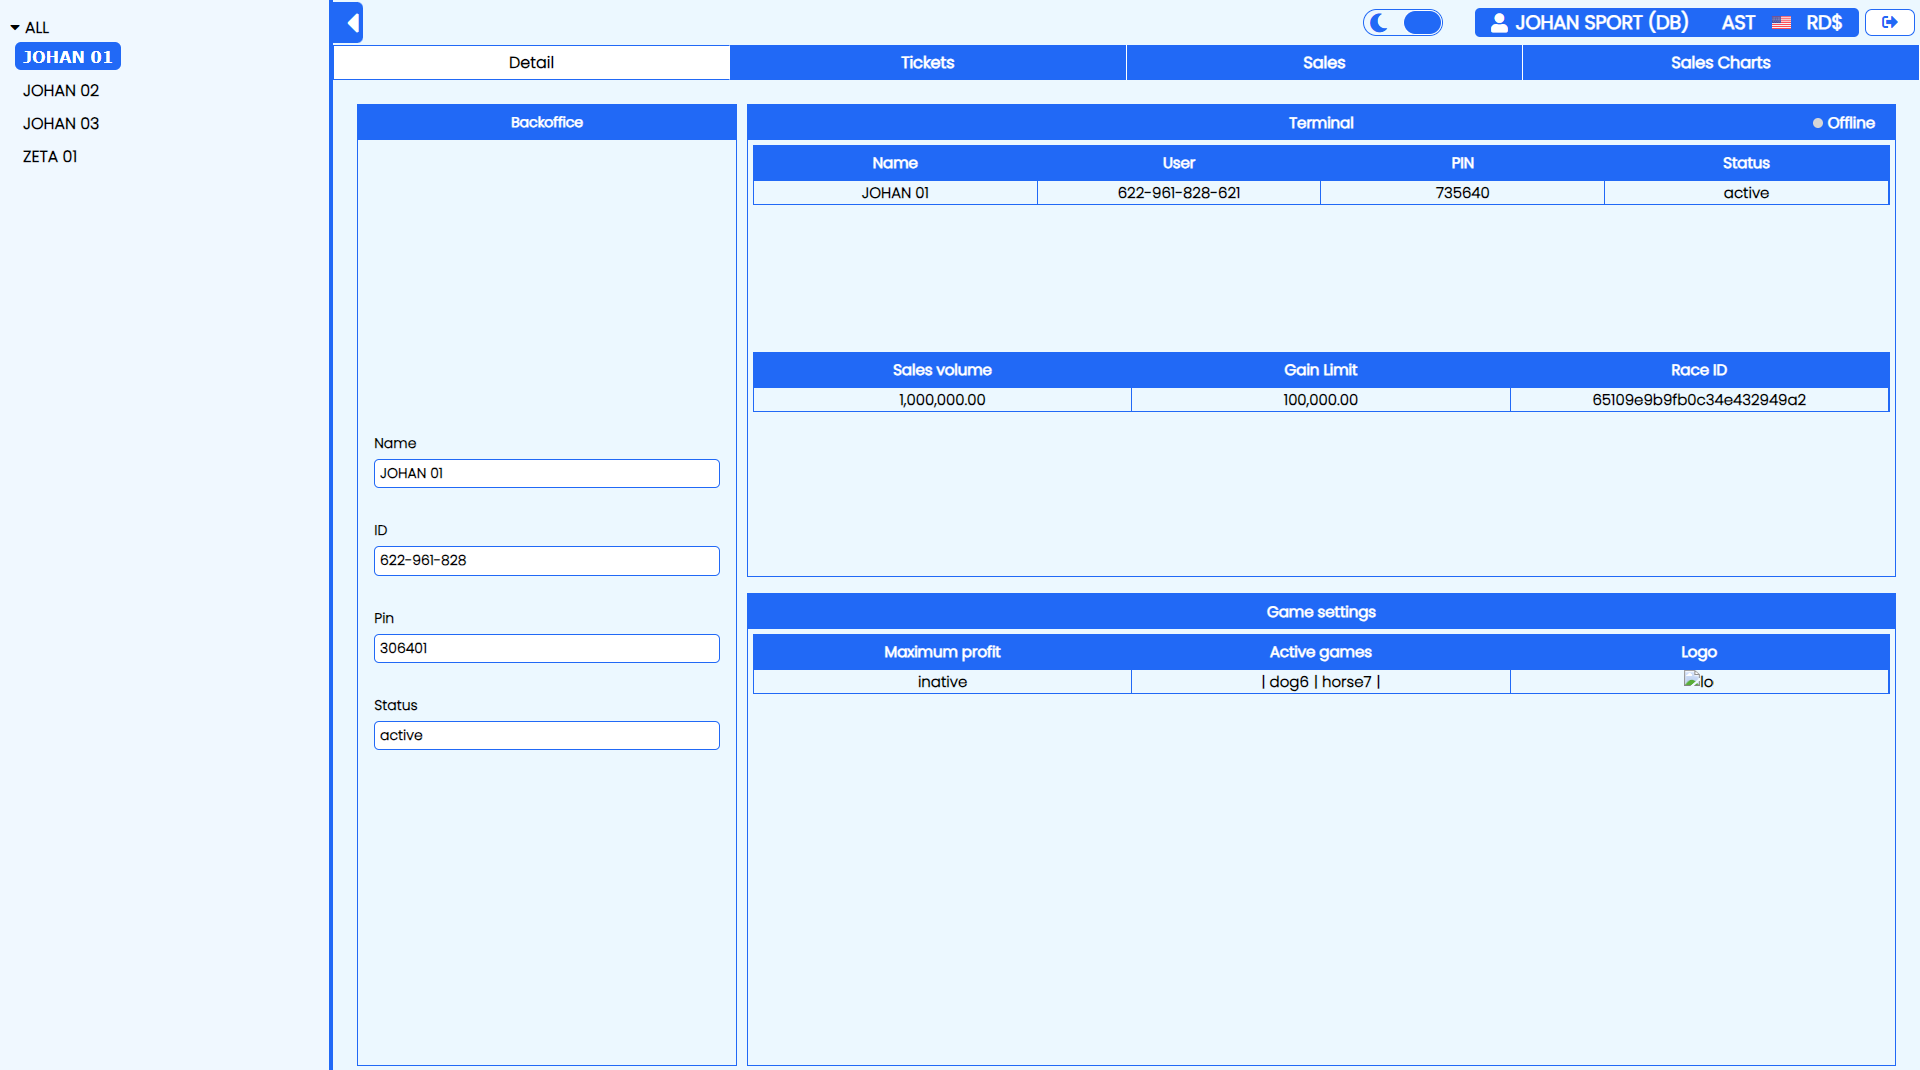 ALL
JOHAN 01
JOHAN 02
JOHAN 03
ZETA 01
JOHAN SPORT (DB) AST RD$
Detail Tickets Sales Sales Charts
Backoffice
Name
JOHAN 01
ID
622-961-828
Pin
306401
Status
active
Terminal Offline
Name User PIN Status
JOHAN 01 622-961-828-621 735640 active
Sales volume Gain Limit Race ID
1,000,000.00 100,000.00 65109e9b9fb0c34e432949a2
Game settings
Maximum profit Active games Logo
inative | dog6 | horse7 | lo